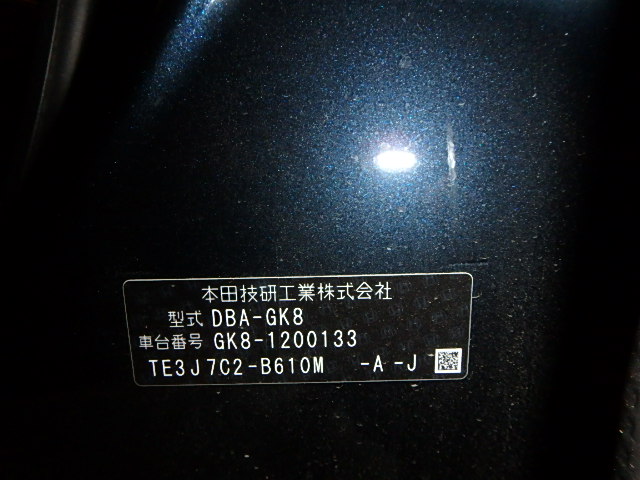 本田技研工業株式会社
型式 DBA-GK8
車台番号 GK8-1200133
TE3J7C2-B610M -A -J